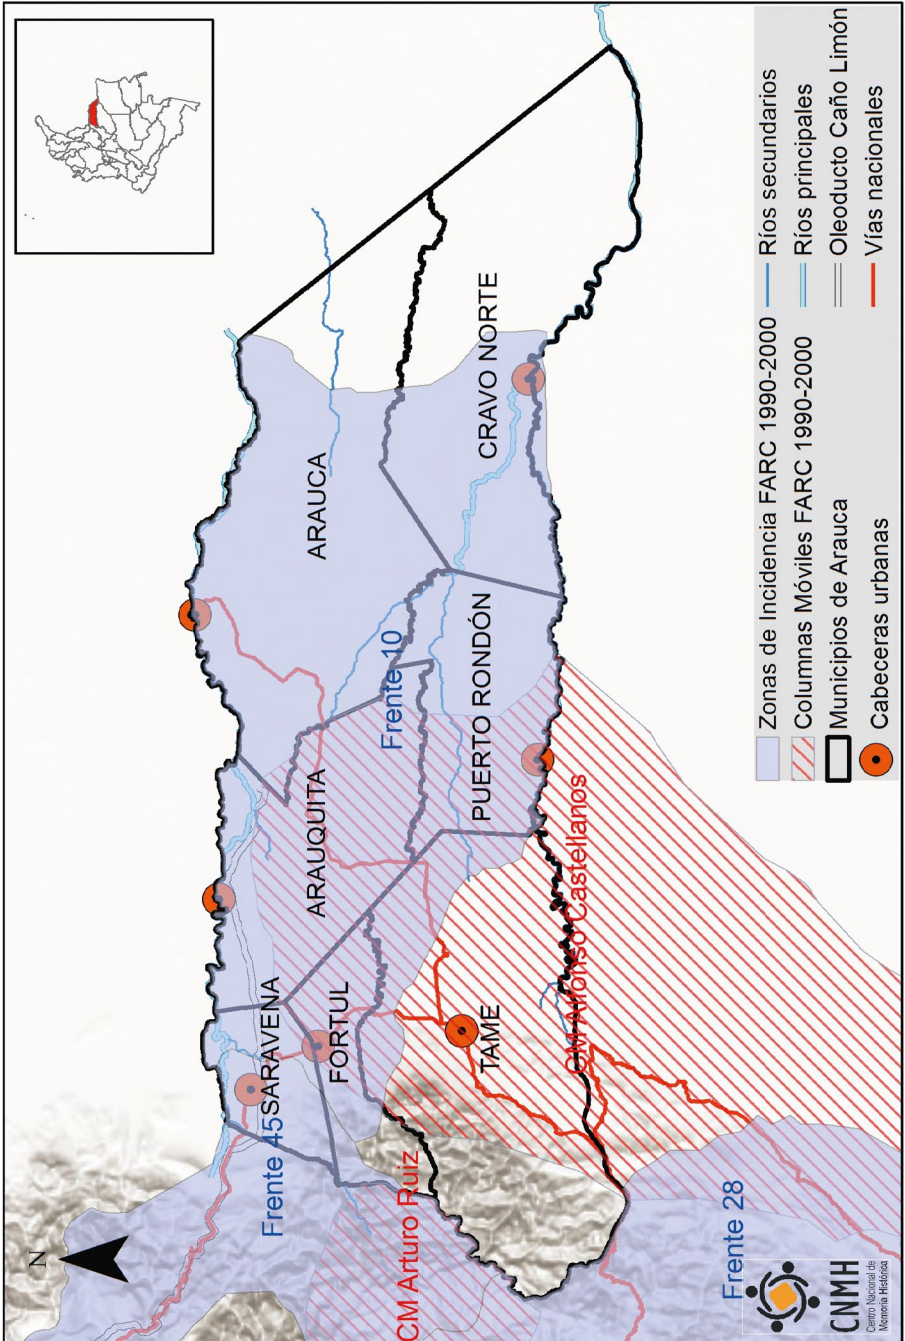 N
Frente 45
SARAVENA
FORTUL
ARAUQUITA
ARAUCA
Frente 10
CRAVO NORTE
PUERTO RONDÓN
TAME
CM Arturo Ruiz
CM Alfonso Castellanos
Frente 28
CNMH
Centro Nacional de
Memoria Histórica
Zonas de Incidencia FARC 1990-2000
Columnas Móviles FARC 1990-2000
Municipios de Arauca
Cabeceras urbanas
Ríos secundarios
Ríos principales
Oleoducto Caño Limón
Vías nacionales